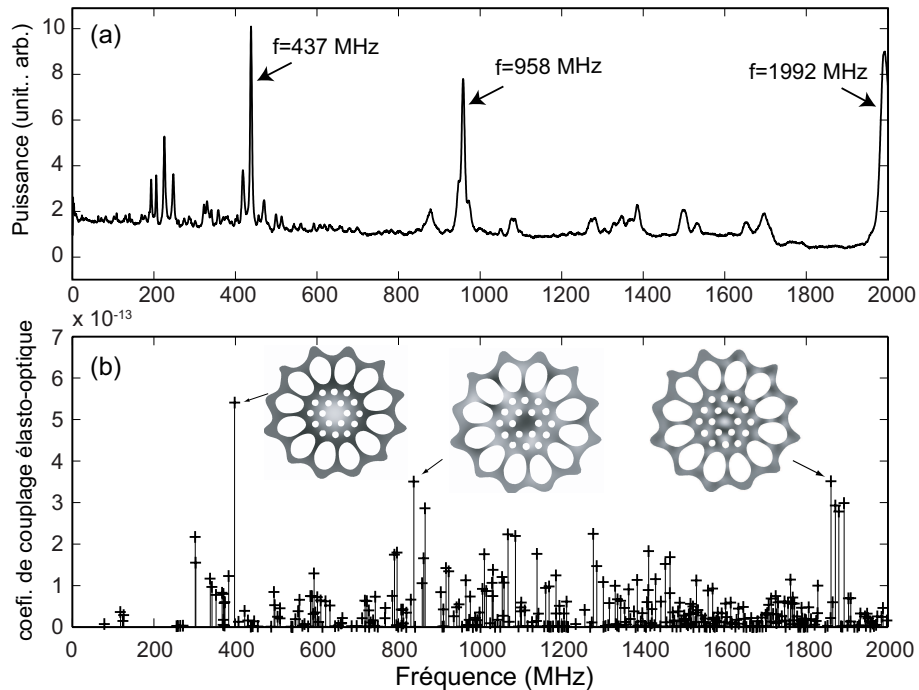 (a)
f=437 MHz
f=958 MHz
f=1992 MHz
Puissance (unit.. arb.)
10
8
6
4
2
0
0 200 400 600 800 1000 1200 1400 1600 1800 2000
x 10-13
(b)
coefi. de couplage élasto-optique
7
6
5
4
3
2
1
0
0 200 400 600 800 1000 1200 1400 1600 1800 2000
Fréquence (MHz)